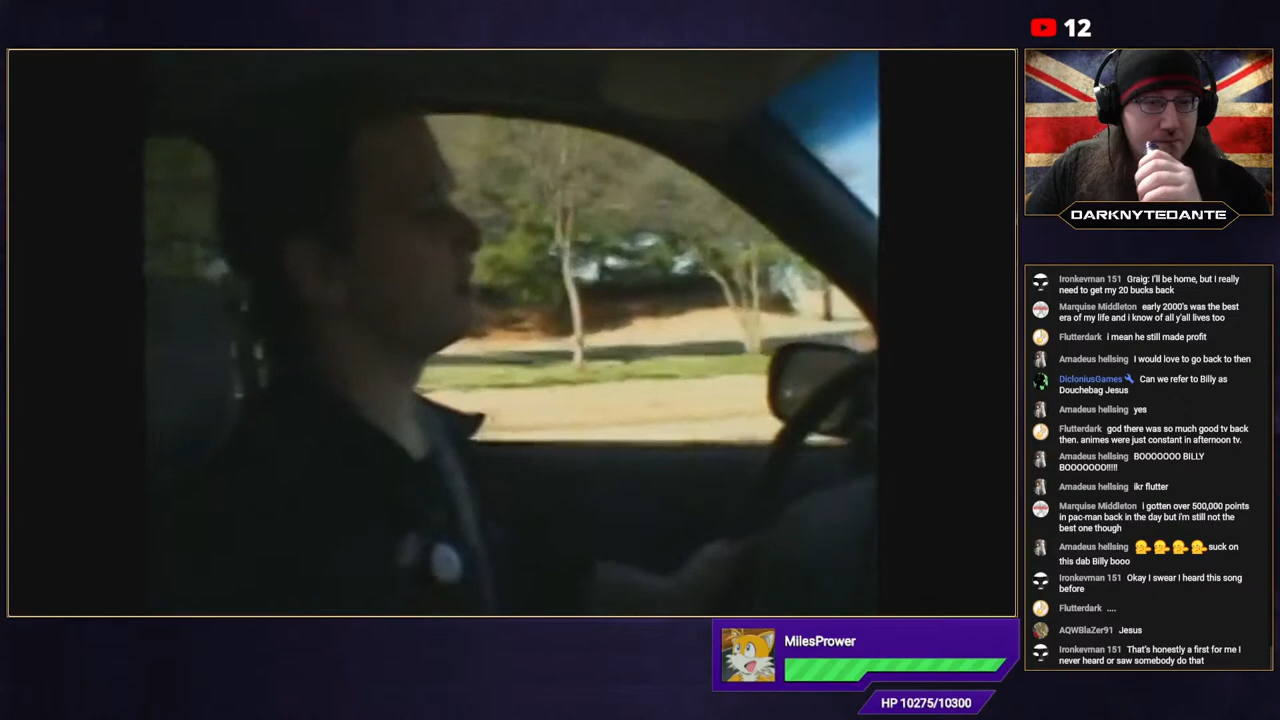 12
DARKNYTEDANTE
Ironkevman 151 Graig: I'll be home, but I really
need to get my 20 bucks back
Marquise Middleton early 2000's was the best
era of my life and i know of all y'all lives too
Flutterdark i mean he still made profit
Amadeus hellsing I would love to go back to then
DicloniusGames Can we refer to Billy as
Douchebag Jesus
Amadeus hellsing yes
Flutterdark god there was so much good tv back
then. animes were just constant in afternoon tv.
Amadeus hellsing BOOOOOOO BILLY
BOOOOOOO!!!!!
Amadeus hellsing ikr flutter
Marquise Middleton i gotten over 500,000 points
in pac-man back in the day but i'm still not the
best one though
Amadeus hellsing suck on
this dab Billy booo
Ironkevman 151 Okay I swear I heard this song
before
Flutterdark ....
AQWBlaZer91 Jesus
Ironkevman 151 That's honestly a first for me I
never heard or saw somebody do that
MilesPrower
HP 10275/10300